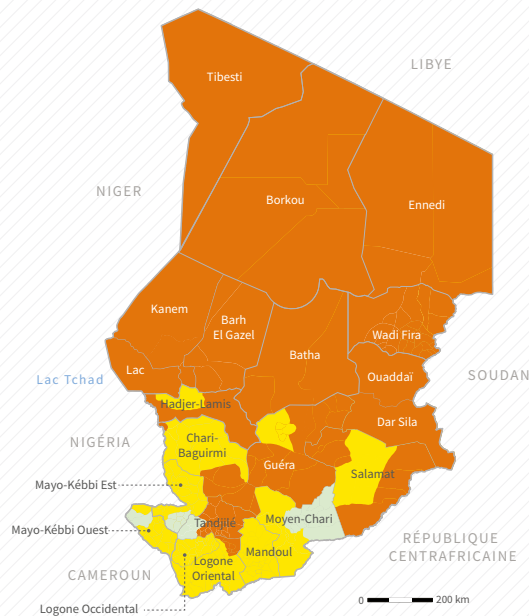 LIBYE
Tibesti
NIGER
Borkou
Ennedi
Kanem
Barh
El Gazel
Wadi Fira
Batha
Lac
Ouaddaï
SOUDAN
Lac Tchad
Hadjer-Lamis
Dar Sila
NIGÉRIA
Chari-
Baguirmi
Guéra
Salamat
Mayo-Kébbi Est
Moyen-Chari
Tandjilé
Mayo-Kébbi Ouest
RÉPUBLIQUE
CENTRAFRICAINE
Mandoul
Logone
Oriental
CAMEROUN
0
200 km
Logone Occidental